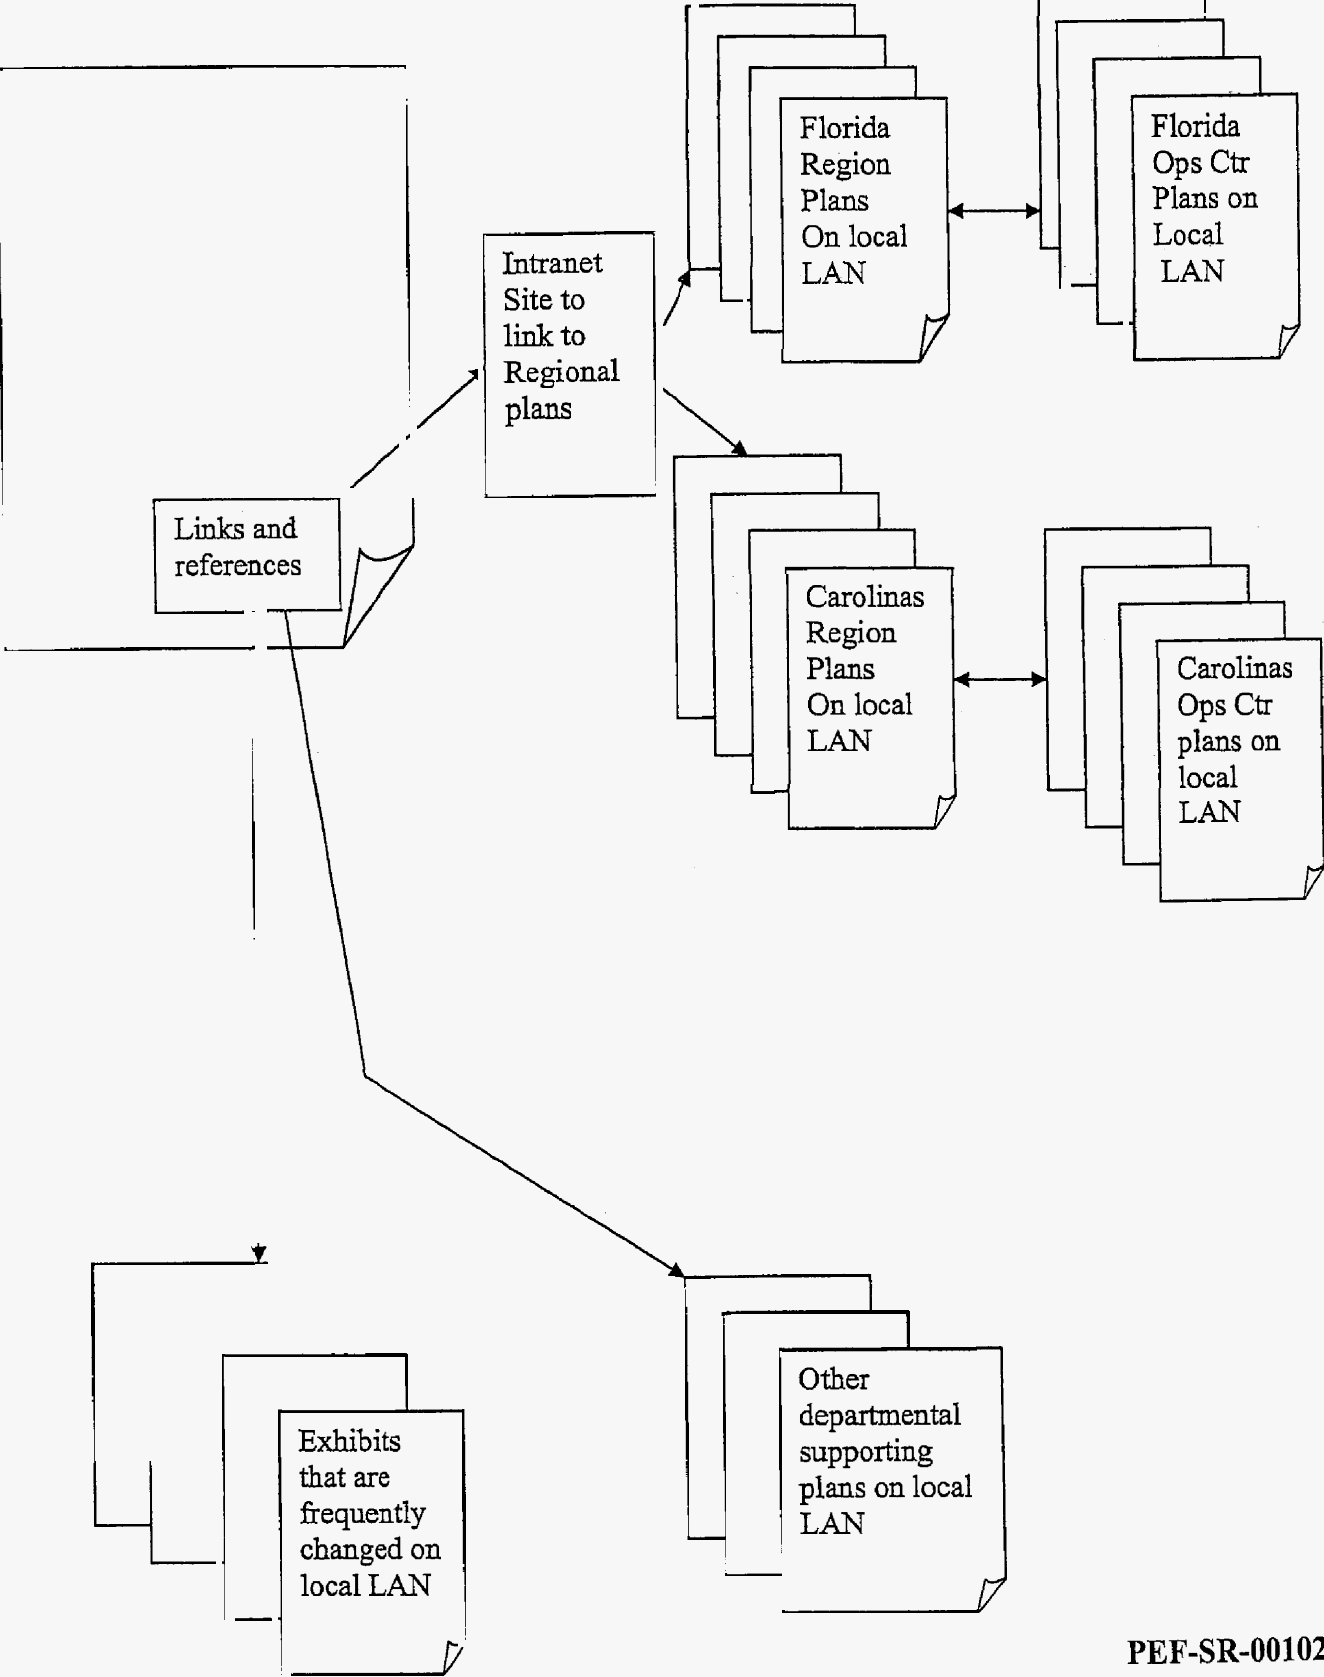 Florida
Region
Plans
On local
LAN
Florida
Ops Ctr
Plans on
Local
LAN
Intranet
Site to
link to
Regional
plans
Links and
references
Carolinas
Region
Plans
On local
LAN
Carolinas
Ops Ctr
plans on
local
LAN
Exhibits
that are
frequently
changed on
local LAN
Other
departmental
supporting
plans on local
LAN
PEF-SR-00102